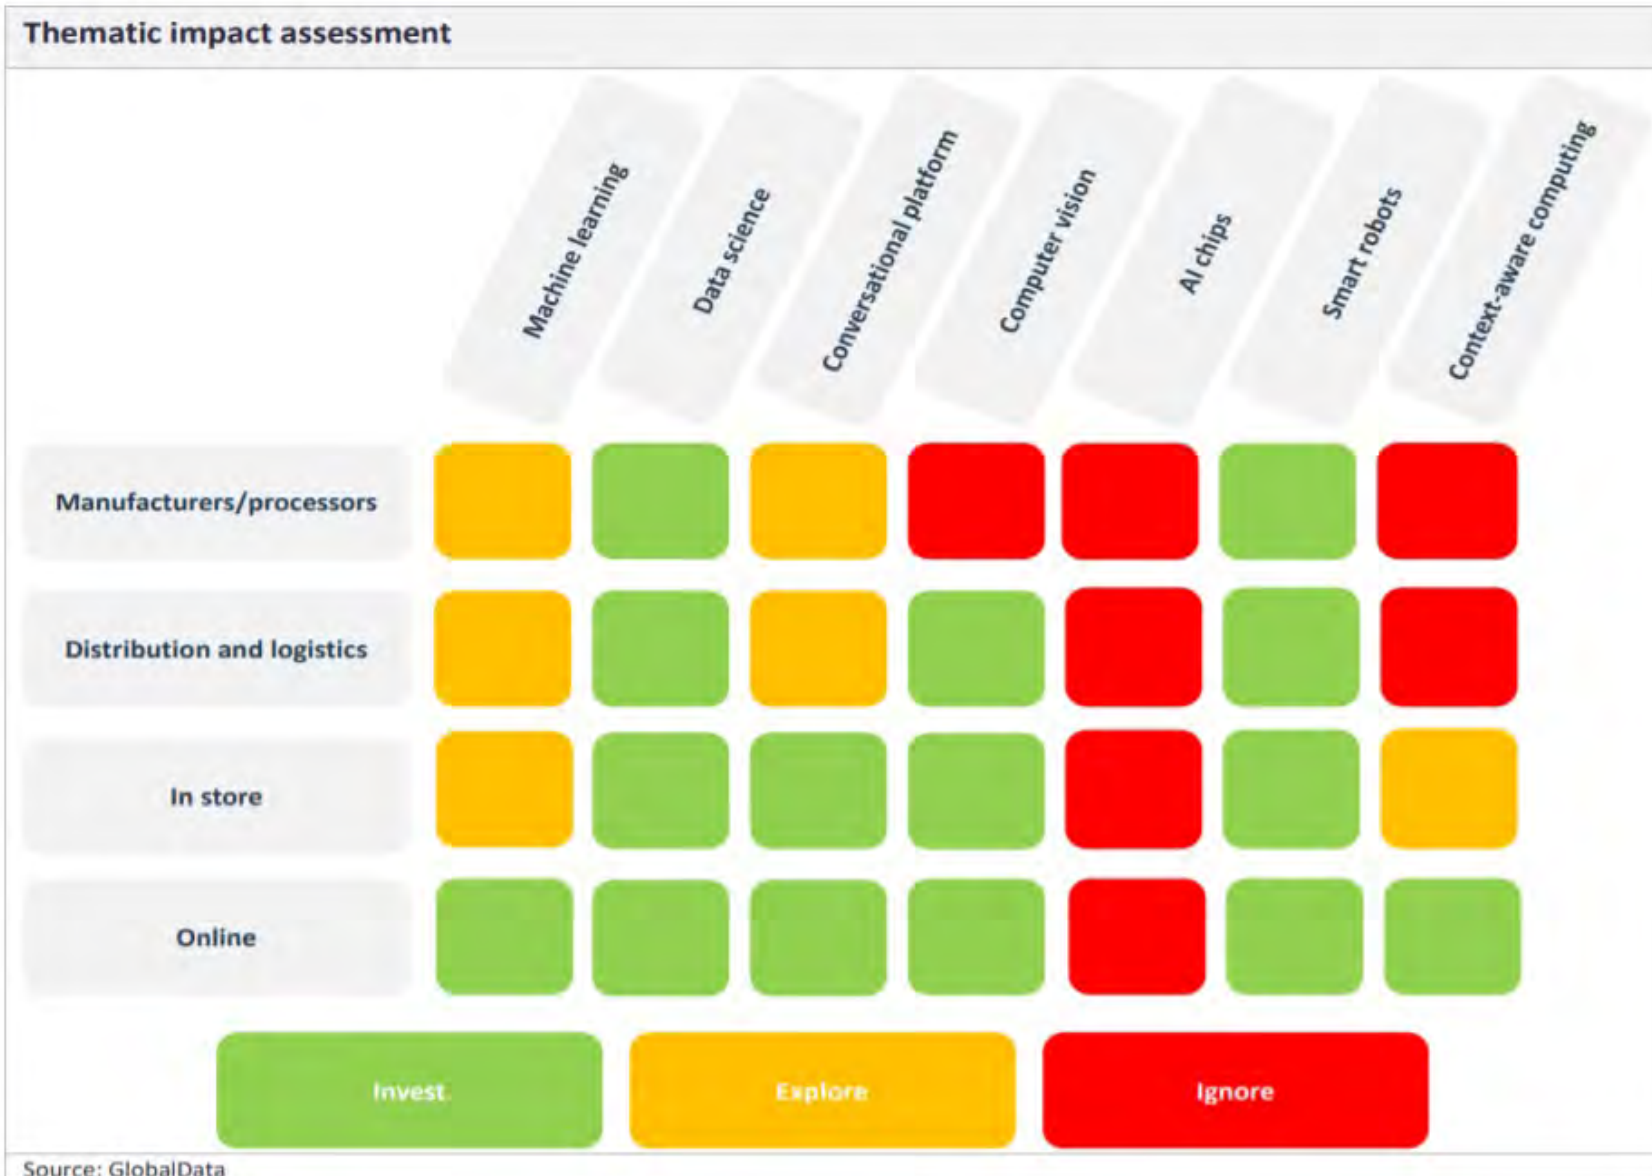 Thematic impact assessment
Machine learning
Data science
Conversational platform
Computer vision
AI chips
Smart robots
Context-aware computing
Manufacturers/processors
Distribution and logistics
In store
Online
Invest
Explore
Ignore
Source: GlobalData